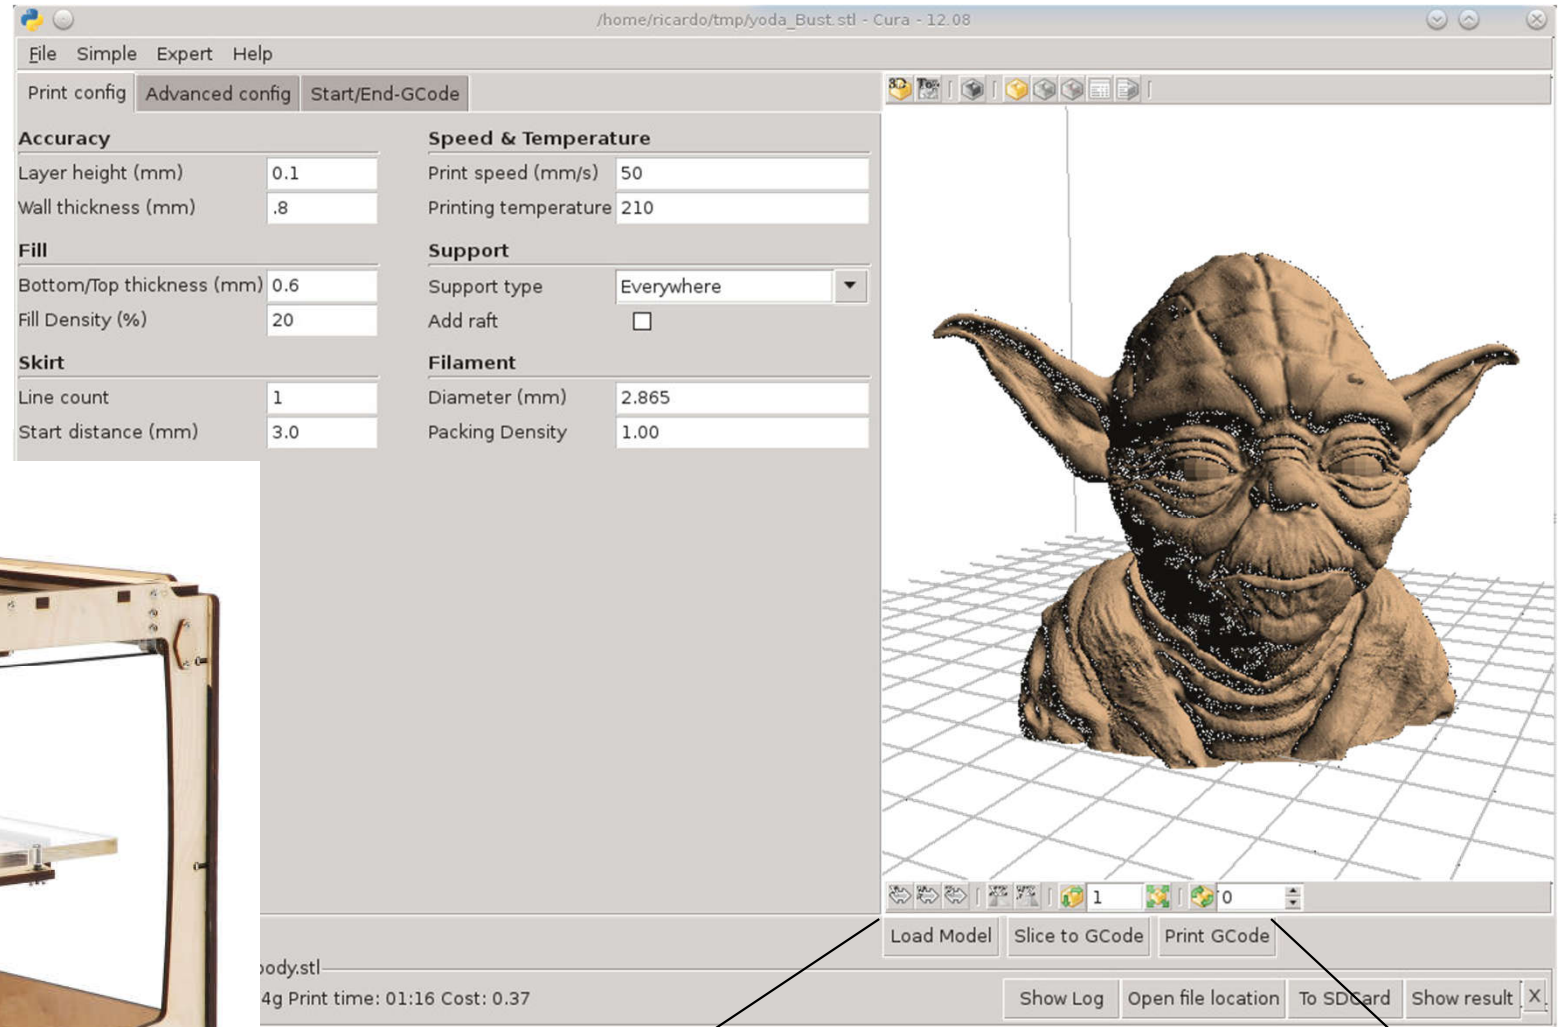 /home/ricardo/tmp/yoda_Bust.stl - Cura - 12.08
File Simple Expert Help
Print config Advanced config Start/End-GCode
3D Top
Accuracy
Layer height (mm) 0.1
Wall thickness (mm) .8
Fill
Bottom/Top thickness (mm) 0.6
Fill Density (%) 20
Skirt
Line count 1
Start distance (mm) 3.0
Speed & Temperature
Print speed (mm/s) 50
Printing temperature 210
Support
Support type Everywhere
Add raft
Filament
Diameter (mm) 2.865
Packing Density 1.00
1 0
Load Model Slice to GCode Print GCode
body.stl
4g Print time: 01:16 Cost: 0.37
Show Log Open file location To SDCard Show result X